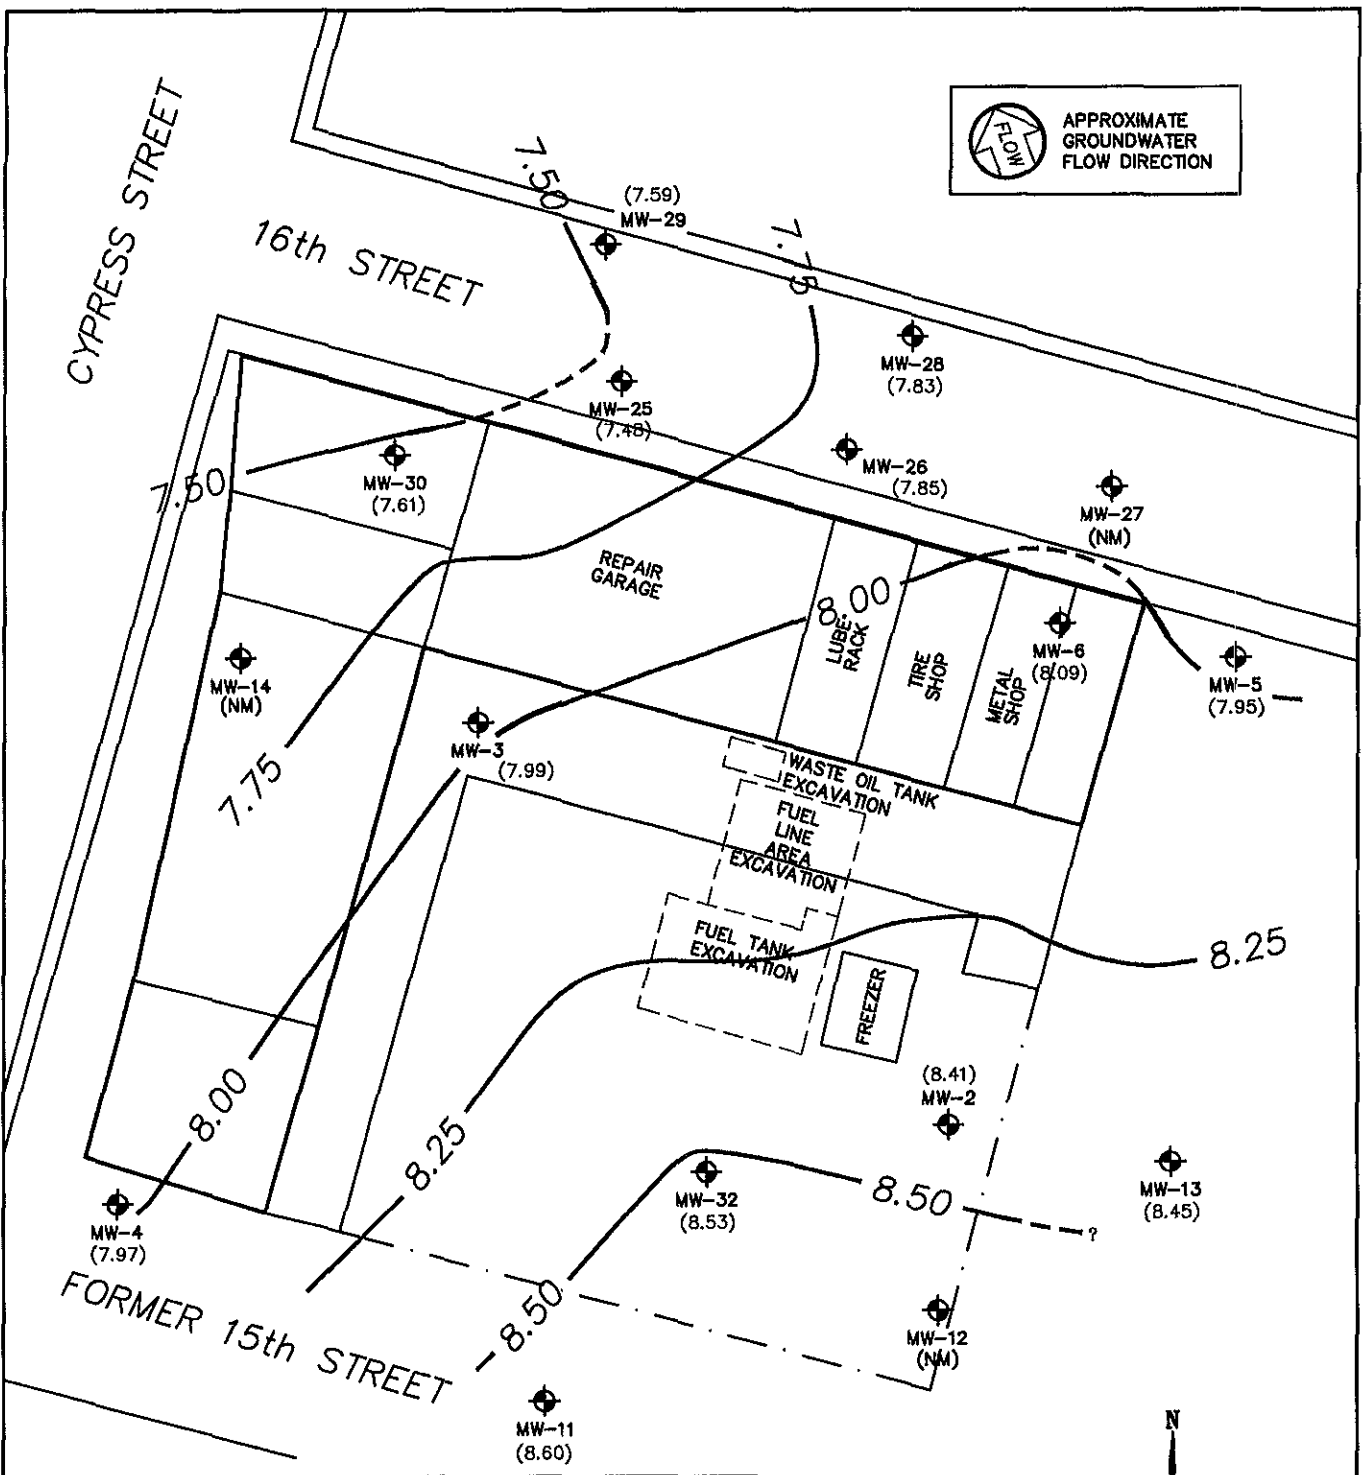 APPROXIMATE
GROUNDWATER
FLOW DIRECTION
FLOW
CYPRESS STREET
16th STREET
7.50
(7.59)
MW-29
7.75
MW-28
(7.83)
MW-25
(7.48)
MW-26
(7.85)
MW-30
(7.61)
7.50
MW-27
(NM)
REPAIR
GARAGE
8.00
LUBE-
RACK
TIRE
SHOP
METAL
SHOP
MW-6
(8.09)
MW-5
(7.95)
MW-14
(NM)
MW-3
(7.99)
7.75
WASTE OIL TANK
EXCAVATION
FUEL
LINE
AREA
EXCAVATION
FUEL TANK
EXCAVATION
FREEZER
8.25
8.00
8.25
(8.41)
MW-2
MW-32
(8.53)
8.50
?
MW-13
(8.45)
MW-4
(7.97)
FORMER 15th STREET
8.50
MW-12
(NM)
MW-11
(8.60)
N